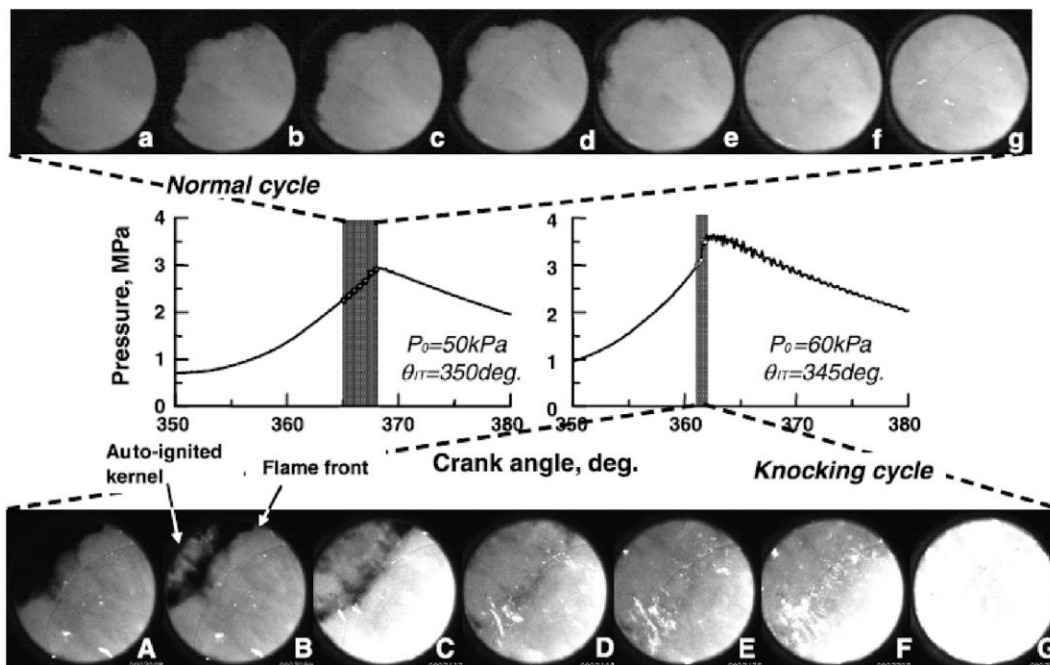 a b c d e f g
Normal cycle
Pressure, MPa
4
3
2
1
0
350 360 370 380
P0=50kPa
θIT=350deg.
4
3
2
1
0
350 360 370 380
P0=60kPa
θIT=345deg.
Crank angle, deg.
Auto-ignited
kernel
Flame front
Knocking cycle
A B C D E F G